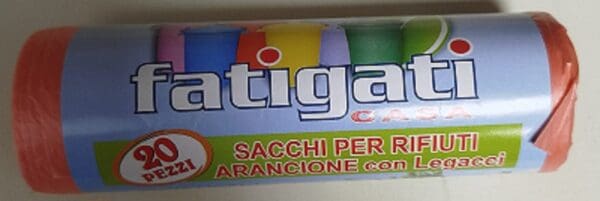 fatigati
CASA
20
PEZZI
SACCHI PER RIFIUTI
ARANCIONE con Legacci